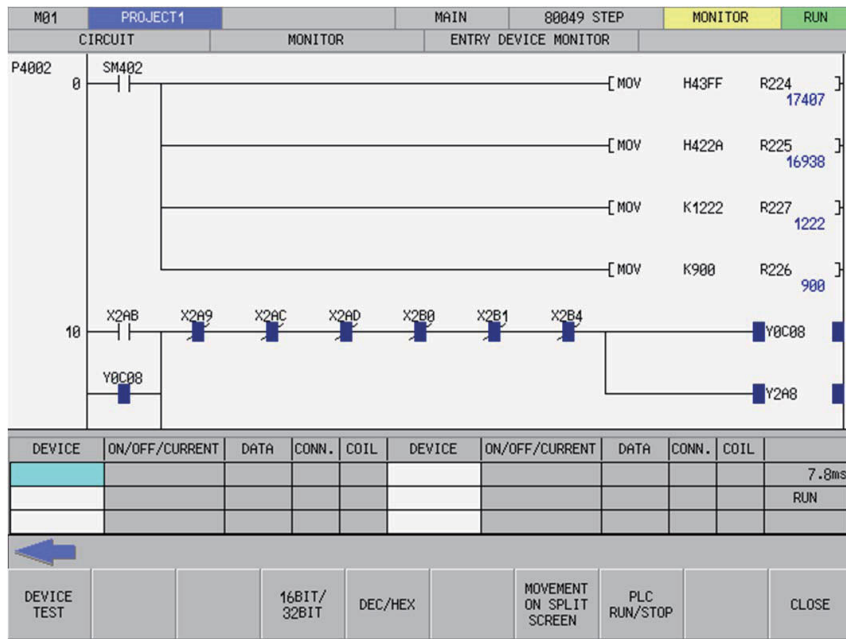 M01 PROJECT1 MAIN 80049 STEP MONITOR RUN
CIRCUIT MONITOR ENTRY DEVICE MONITOR
P4002 SM402
0 MOV H43FF R224
17407
MOV H422A R225
16938
MOV K1222 R227
1222
MOV K900 R226
900
X2AB X2A9 X2AC X2AD X2B0 X2B1 X2B4
10 Y0C08
Y0C08
Y2A8
DEVICE ON/OFF/CURRENT DATA CONN. COIL DEVICE ON/OFF/CURRENT DATA CONN. COIL
7.8ms
RUN
DEVICE TEST
16BIT/ 32BIT
DEC/HEX
MOVEMENT ON SPLIT SCREEN
PLC RUN/STOP
CLOSE